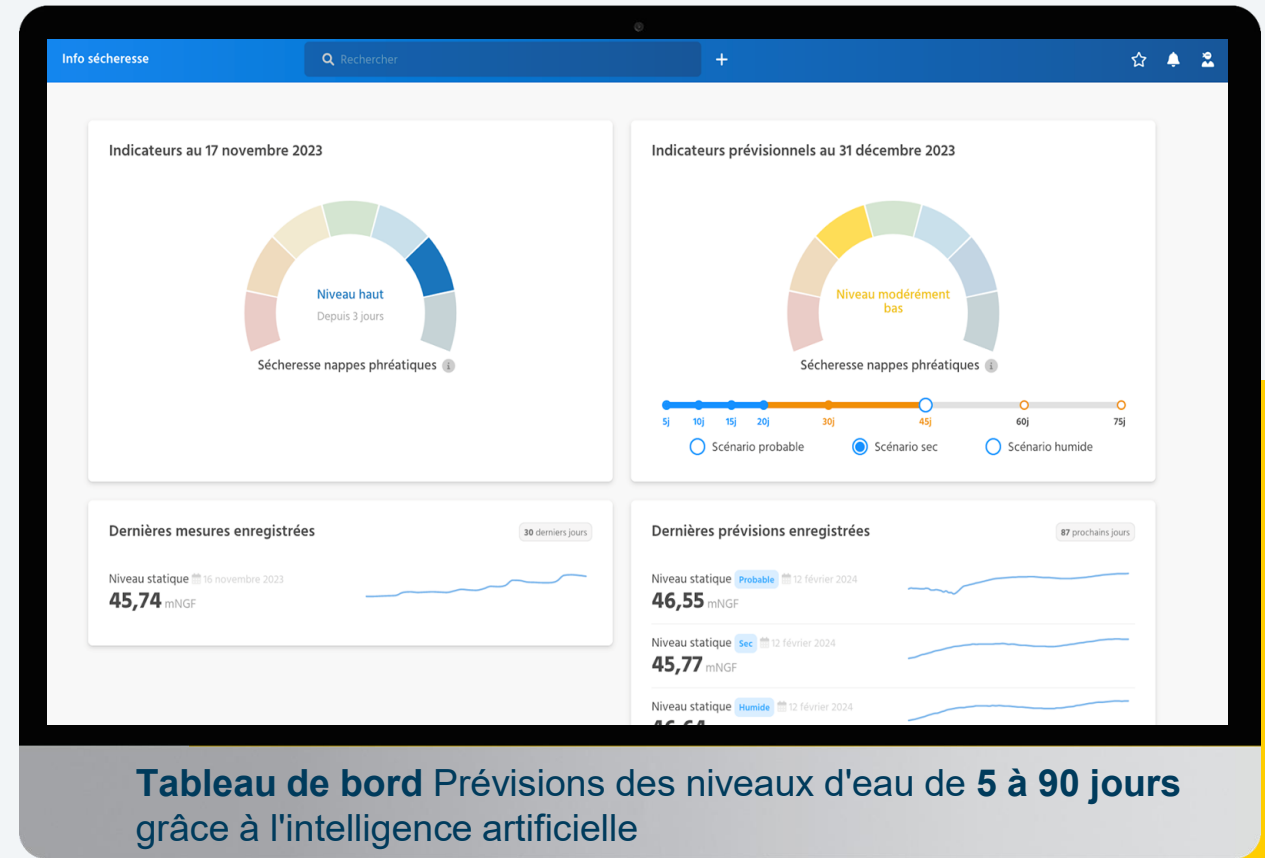 Info sécheresse
Rechercher
Indicateurs au 17 novembre 2023
Niveau haut
Depuis 3 jours
Sécheresse nappes phréatiques
Indicateurs prévisionnels au 31 décembre 2023
Niveau modérément
bas
Sécheresse nappes phréatiques
5j 10j 15j 20j 30j 45j 60j 75j
Scénario probable Scénario sec Scénario humide
Dernières mesures enregistrées 30 derniers jours
Niveau statique 16 novembre 2023
45,74 mNGF
Dernières prévisions enregistrées 87 prochains jours
Niveau statique Probable 12 février 2024
46,55 mNGF
Niveau statique Sec 12 février 2024
45,77 mNGF
Niveau statique Humide 12 février 2024
Tableau de bord Prévisions des niveaux d'eau de 5 à 90 jours
grâce à l'intelligence artificielle